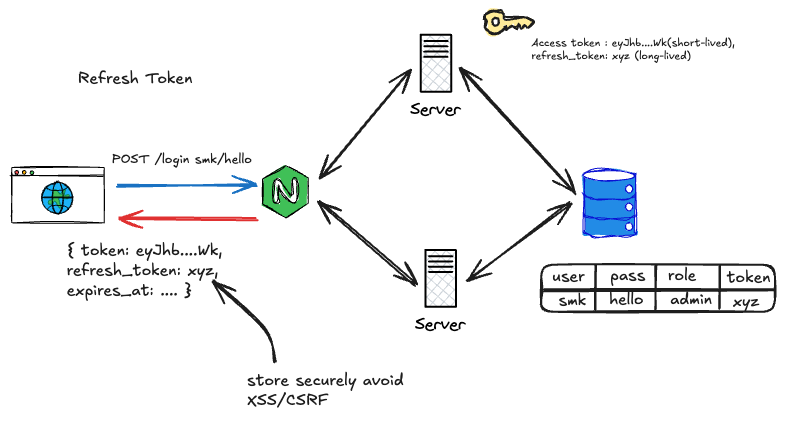 Access token : eyJhb....Wk(short-lived),
refresh_token: xyz (long-lived)
Refresh Token
Server
POST /login smk/hello
N
{ token: eyJhb....Wk,
refresh_token: xyz,
expires_at: .... }
user pass role token
smk hello admin xyz
Server
store securely avoid
XSS/CSRF